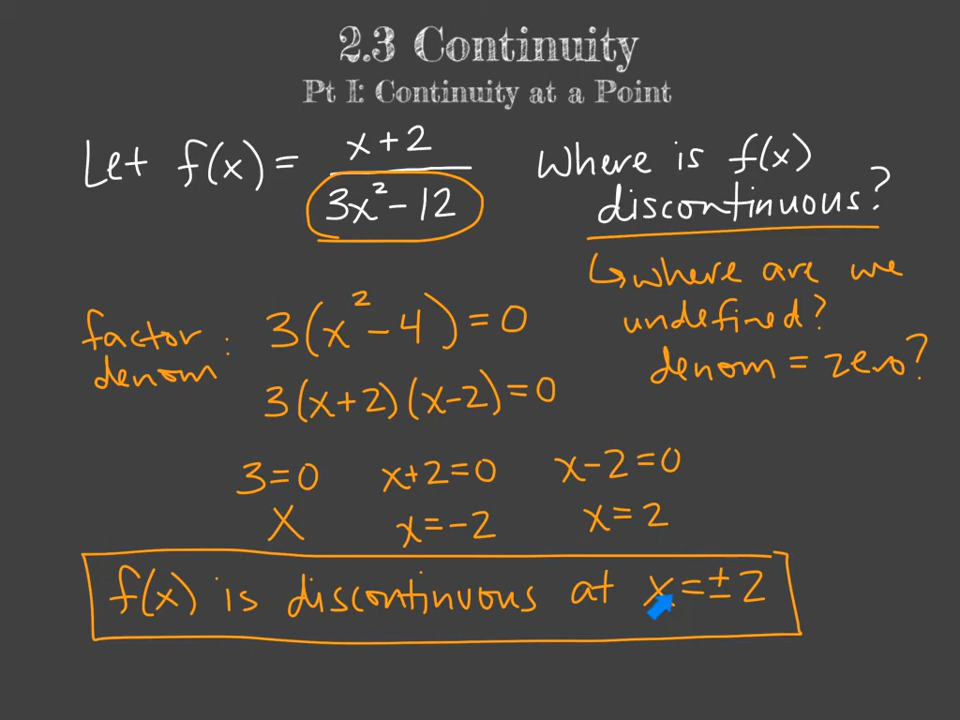 2.3 Continuity
Pt I: Continuity at a Point
Let f(x) = (x+2)/(3x²-12)
Where is f(x)
discontinuous?
↳ where are we
undefined?
denom = zero?
factor
denom:
3(x²-4)=0
3(x+2)(x-2)=0
3=0 x+2=0 x-2=0
X x=-2 x=2
f(x) is discontinuous at x=±2